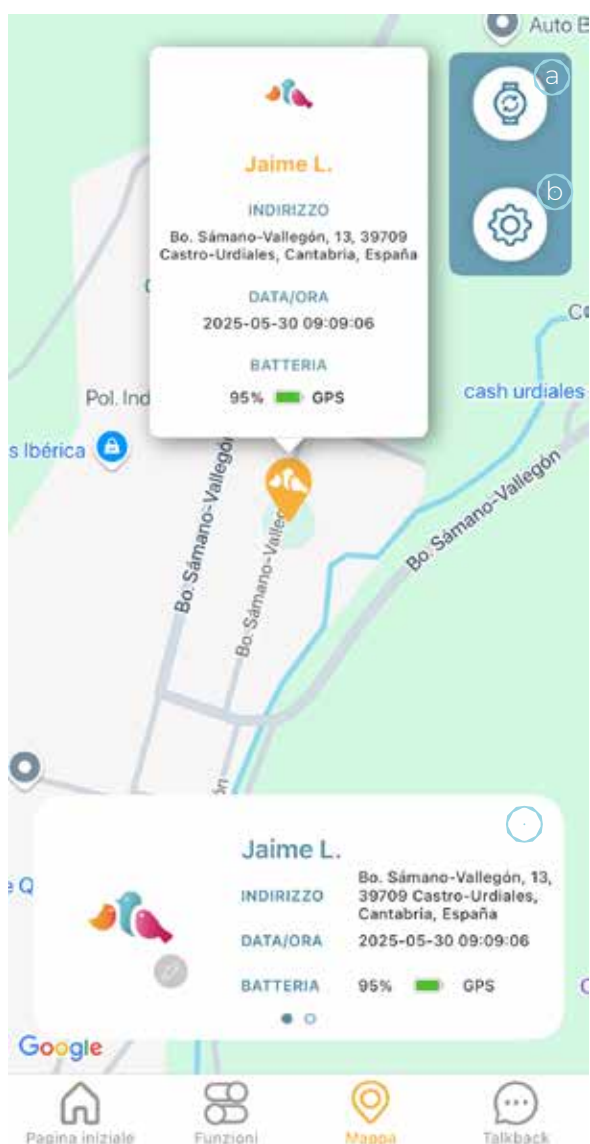 Auto B
a
Jaime L.
INDIRIZZO
Bo. Sámano-Vallegón, 13, 39709
Castro-Urdiales, Cantabria, España
DATA/ORA
2025-05-30 09:09:06
BATTERIA
95% GPS
b
Pol. Ind
cash urdiales
s Ibérica
Bo. Sámano-Vallegón
Bo. Sámano-Valleg
Bo. Sámano-Vallegón
ón
Jaime L.
INDIRIZZO Bo. Sámano-Vallegón, 13,
39709 Castro-Urdiales,
Cantabria, España
DATA/ORA 2025-05-30 09:09:06
BATTERIA 95% GPS
Google
Pagina iniziale Funzioni Mappa Talkback